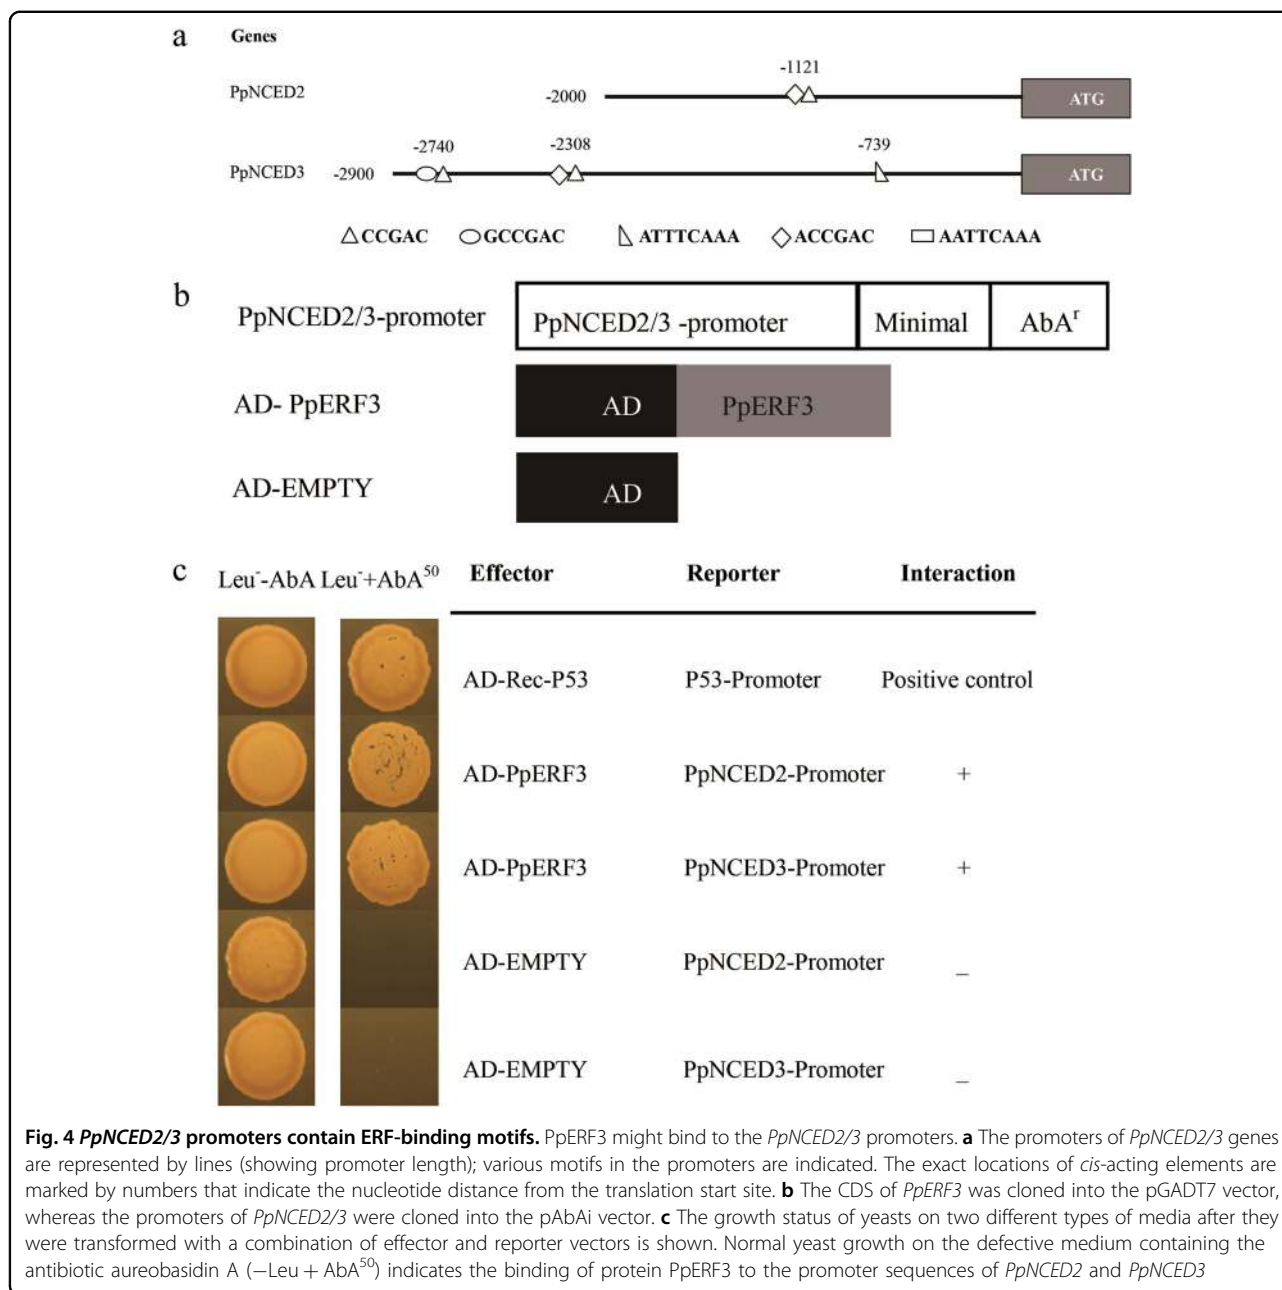 a Genes
-1121
PpNCED2 -2000 ATG
-2740 -2308 -739
PpNCED3 -2900 ATG
CCGAC GCCGAC ATTTCAAA ACCGAC AATTCAAA
b
PpNCED2/3-promoter PpNCED2/3 -promoter Minimal AbAʳ
AD- PpERF3 AD PpERF3
AD-EMPTY AD
c Leu⁻-AbA Leu⁻+AbA⁵⁰ Effector Reporter Interaction
AD-Rec-P53 P53-Promoter Positive control
AD-PpERF3 PpNCED2-Promoter +
AD-PpERF3 PpNCED3-Promoter +
AD-EMPTY PpNCED2-Promoter –
AD-EMPTY PpNCED3-Promoter –
Fig. 4 PpNCED2/3 promoters contain ERF-binding motifs. PpERF3 might bind to the PpNCED2/3 promoters. a The promoters of PpNCED2/3 genes
are represented by lines (showing promoter length); various motifs in the promoters are indicated. The exact locations of cis-acting elements are
marked by numbers that indicate the nucleotide distance from the translation start site. b The CDS of PpERF3 was cloned into the pGADT7 vector,
whereas the promoters of PpNCED2/3 were cloned into the pAbAi vector. c The growth status of yeasts on two different types of media after they
were transformed with a combination of effector and reporter vectors is shown. Normal yeast growth on the defective medium containing the
antibiotic aureobasidin A (−Leu + AbA⁵⁰) indicates the binding of protein PpERF3 to the promoter sequences of PpNCED2 and PpNCED3